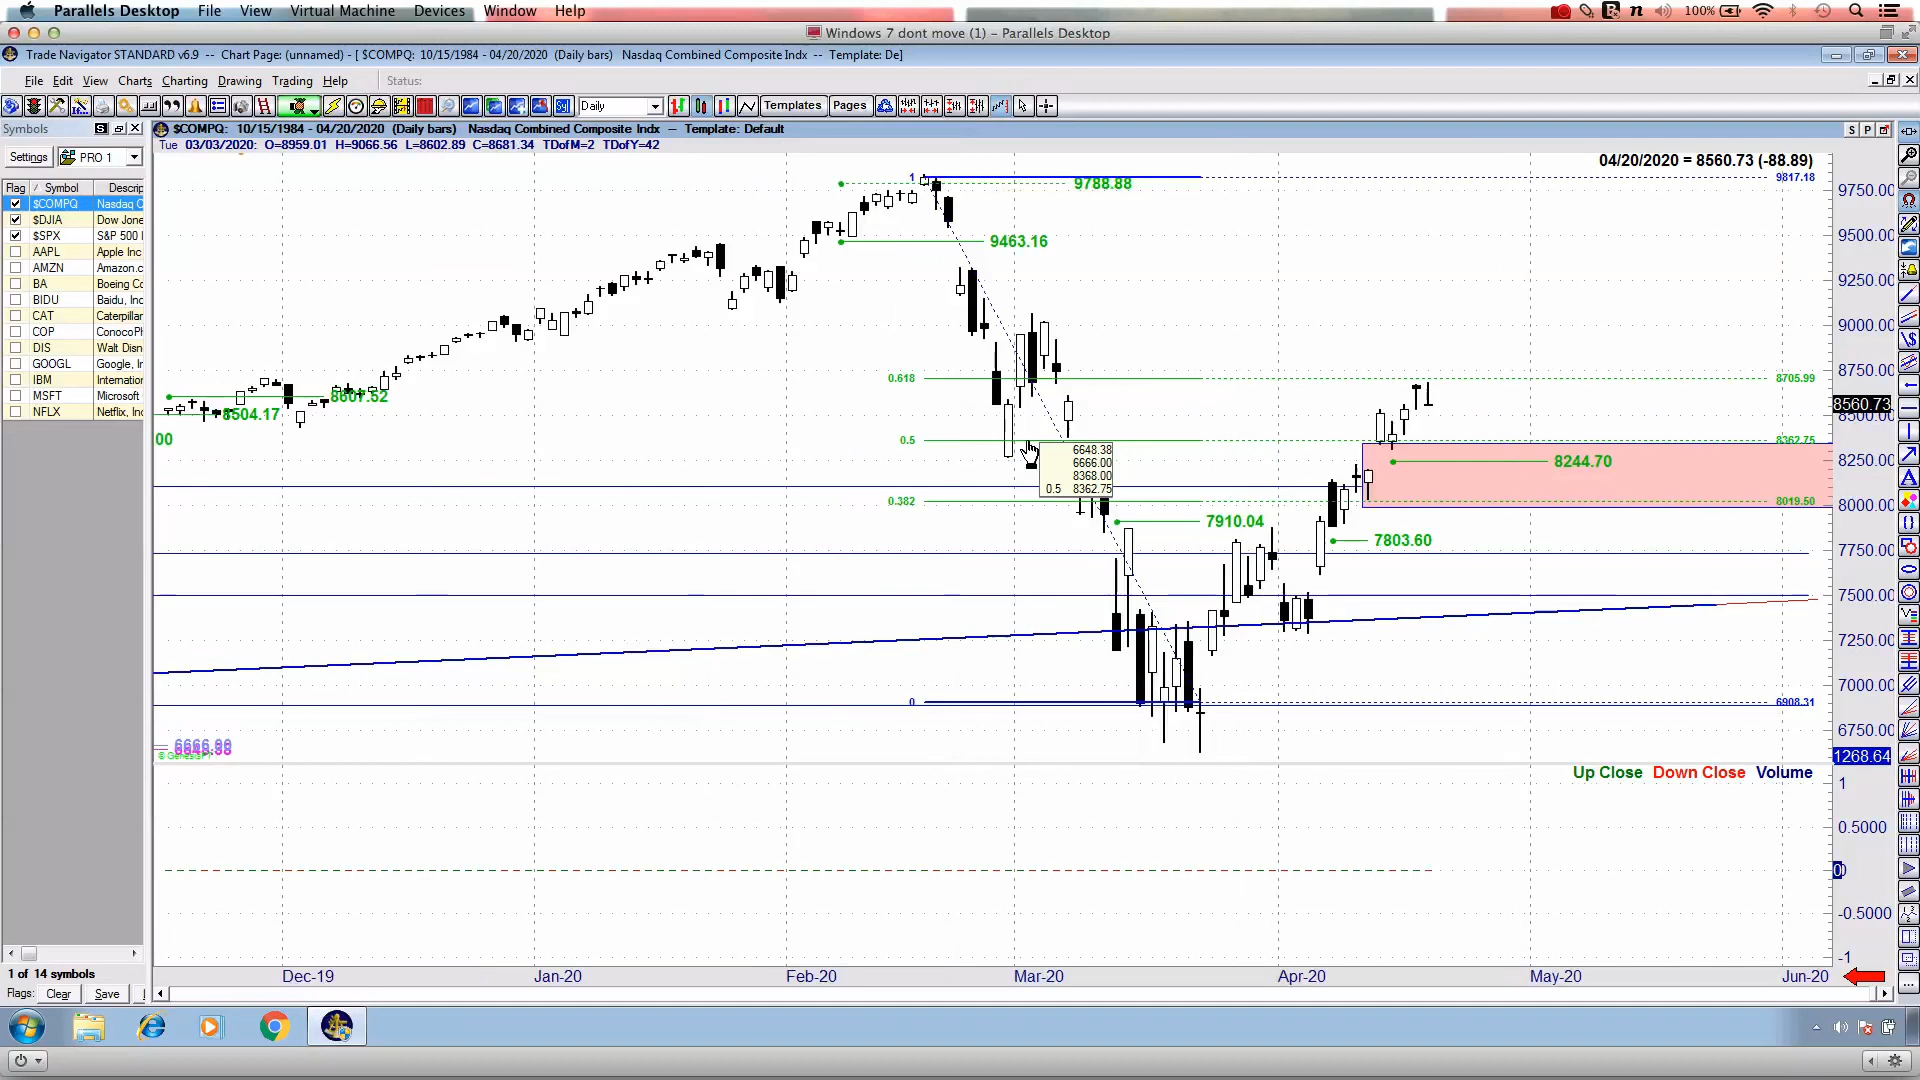 Parallels Desktop File View Virtual Machine Devices Window Help 100%
Windows 7 dont move (1) – Parallels Desktop
Trade Navigator STANDARD v6.9 -- Chart Page: (unnamed) - [ $COMPQ: 10/15/1984 - 04/20/2020 (Daily bars) Nasdaq Combined Composite Indx -- Template: De]
File Edit View Charts Charting Drawing Trading Help Status:
Daily Templates Pages
Symbols S
$COMPQ: 10/15/1984 - 04/20/2020 (Daily bars) Nasdaq Combined Composite Indx -- Template: Default S P
Tue 03/03/2020: O=8959.01 H=9066.56 L=8602.89 C=8681.34 TDofM=2 TDofY=42
Settings PRO 1
04/20/2020 = 8560.73 (-88.89)
Flag Symbol Descrip
$COMPQ Nasdaq C
$DJIA Dow Jone
$SPX S&P 500 I
AAPL Apple Inc
AMZN Amazon.c
BA Boeing Co
BIDU Baidu, Inc
CAT Caterpillar
COP ConocoPh
DIS Walt Disn
GOOGL Google, In
IBM Internatio
MSFT Microsoft
NFLX Netflix, Inc
1 9788.88 9817.18
9463.16
0.618 8705.99
8607.52
8504.17
00
0.5 8362.75
6648.38
6666.00
8368.00
0.5 8362.75
8244.70
0.382 8019.50
7910.04
7803.60
0 6908.31
6666.00
6648.38
9750.00
9500.00
9250.00
9000.00
8750.00
8560.73
8500.00
8250.00
8000.00
7750.00
7500.00
7250.00
7000.00
6750.00
1268.64
Up Close Down Close Volume
1
0.5000
0
-0.5000
-1
Dec-19 Jan-20 Feb-20 Mar-20 Apr-20 May-20 Jun-20
1 of 14 symbols
Flags: Clear Save